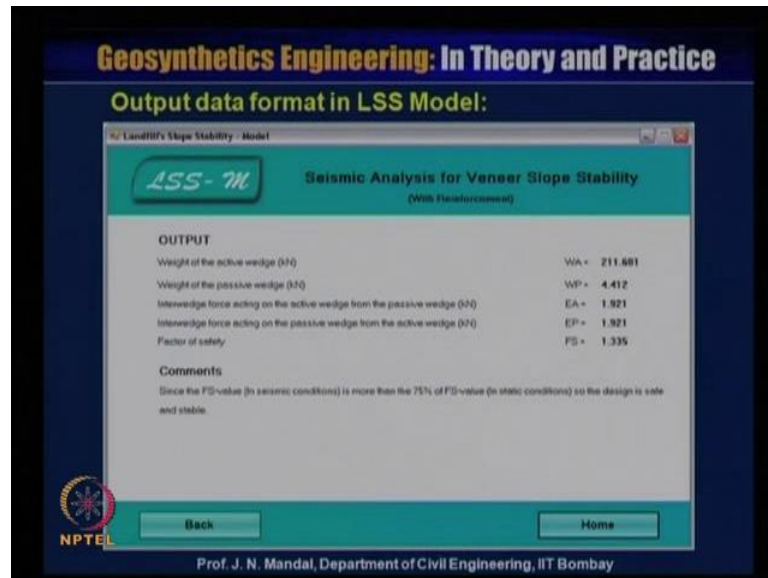 Geosynthetics Engineering: In Theory and Practice
Output data format in LSS Model:
Landfill's Slope Stability - Model
LSS-M
Seismic Analysis for Veneer Slope Stability
(With Reinforcement)
OUTPUT
Weight of the active wedge (kN) WA = 211.681
Weight of the passive wedge (kN) WP = 4.412
Interwedge force acting on the active wedge from the passive wedge (kN) EA = 1.921
Interwedge force acting on the passive wedge from the active wedge (kN) EP = 1.921
Factor of safety FS = 1.335
Comments
Since the FS-value (in seismic conditions) is more than the 75% of FS-value (in static conditions) so the design is safe
and stable.
Back Home
NPTEL
Prof. J. N. Mandal, Department of Civil Engineering, IIT Bombay